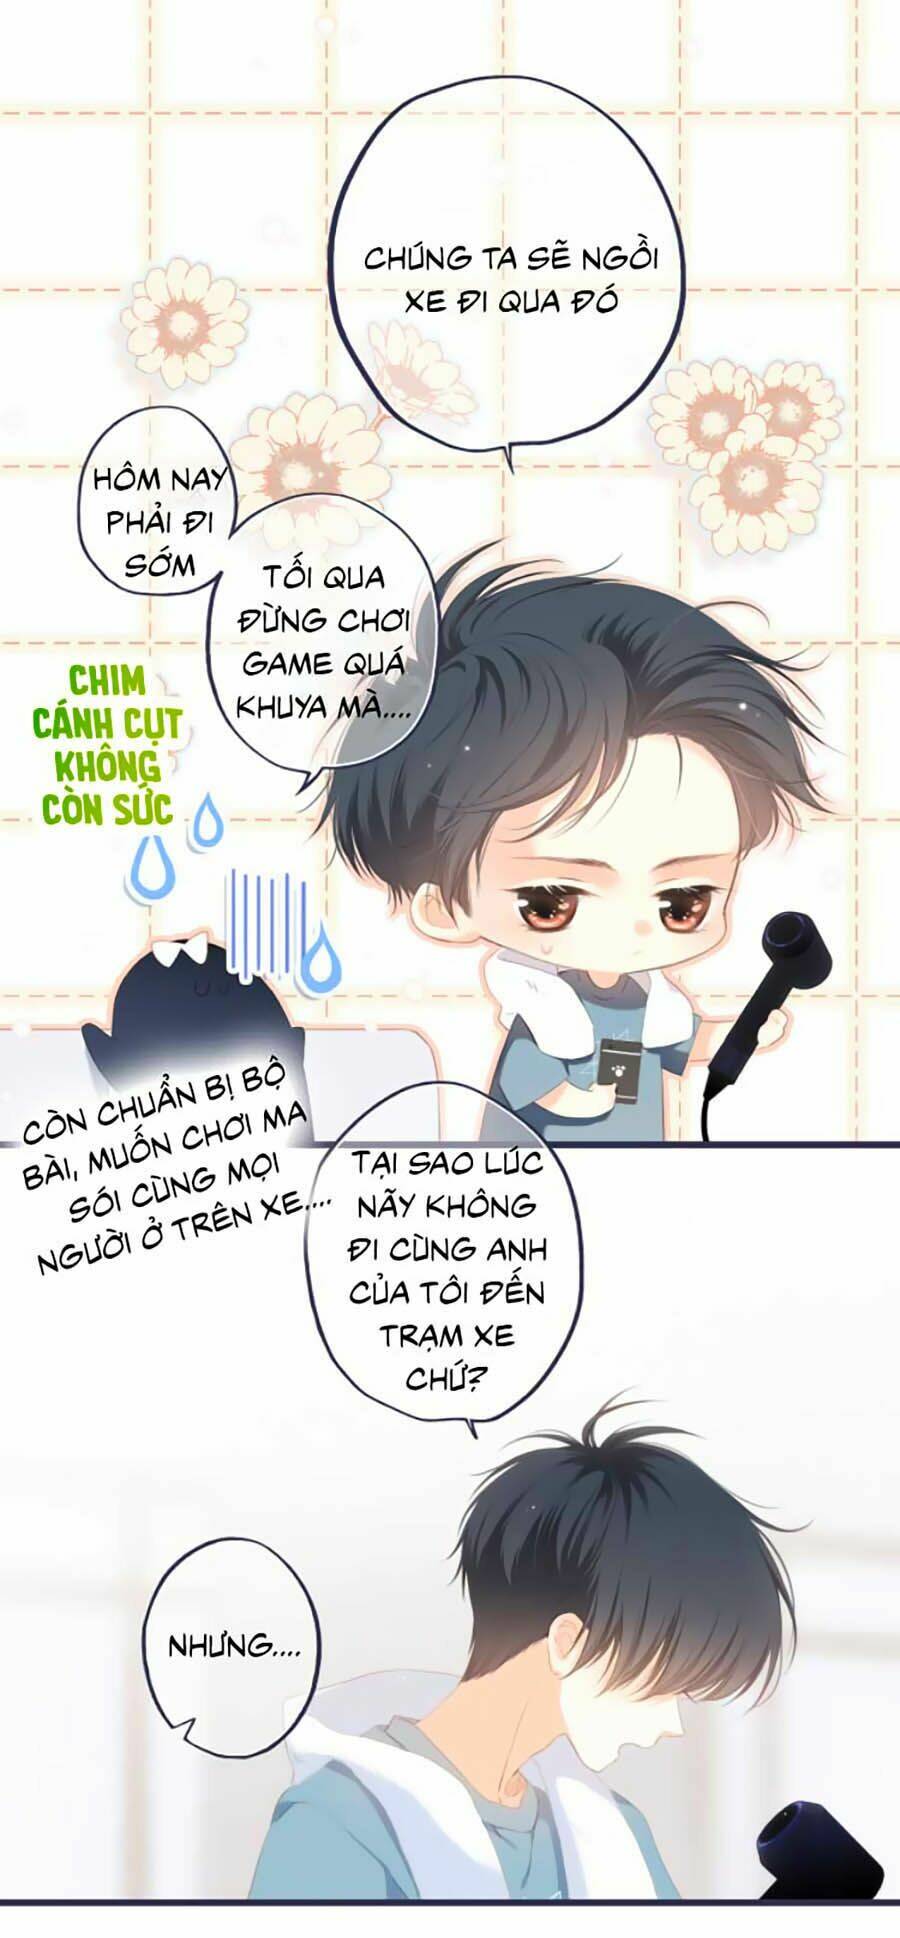 CHÚNG TA SẼ NGỒI
XE ĐI QUA ĐÓ
HÔM NAY
PHẢI ĐI
SỚM
TỐI QUA
ĐỪNG CHƠI
GAME QUÁ
KHUYA MÀ....
CHIM
CÁNH CỤT
KHÔNG
CÒN SỨC
CÒN CHUẨN BỊ BỘ
BÀI, MUỐN CHƠI MA
SÓI CÙNG MỌI
NGƯỜI Ở TRÊN XE....
TẠI SAO LÚC
NÃY KHÔNG
ĐI CÙNG ANH
CỦA TÔI ĐẾN
TRẠM XE
CHỨ?
NHƯNG....